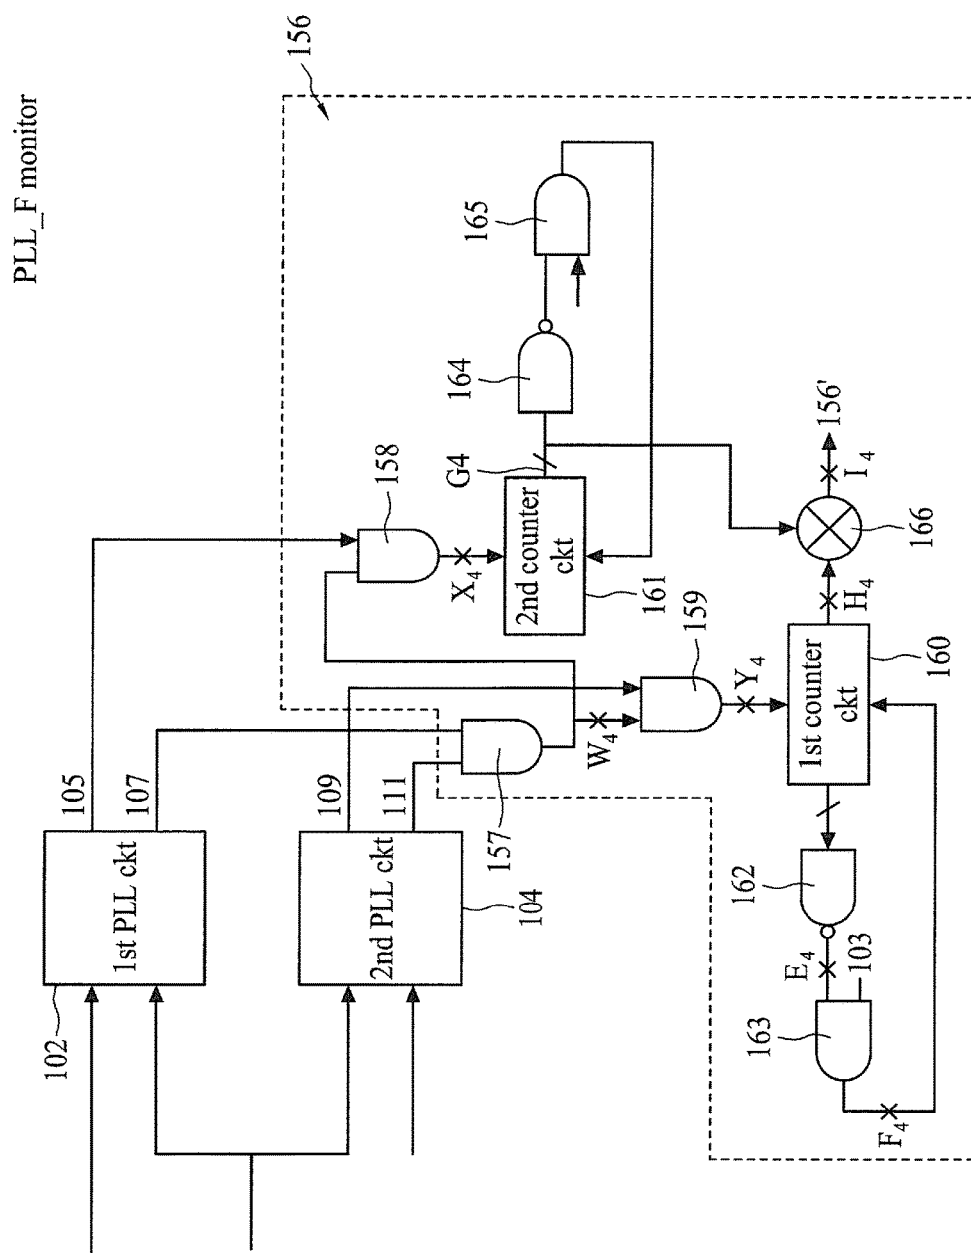 PLL_F monitor
156
105
107
109
111
1st PLL ckt
102
2nd PLL ckt
104
157
158
X4
2nd counter
ckt
161
G4
164
165
W4
159
Y4
1st counter
ckt
160
H4
166
I4
156'
162
E4
103
163
F4